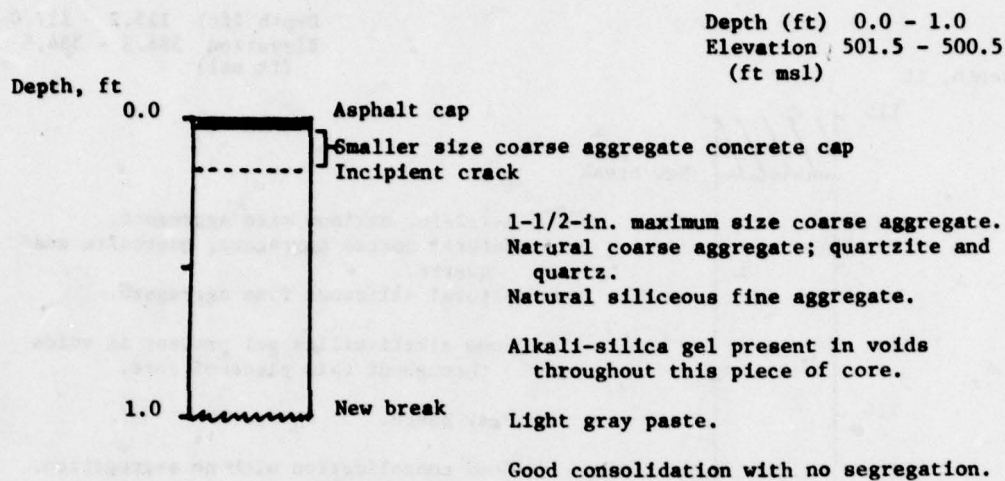 Depth (ft) 0.0 - 1.0
Elevation 501.5 - 500.5
(ft msl)
Depth, ft
0.0
Asphalt cap
Smaller size coarse aggregate concrete cap
Incipient crack
1-1/2-in. maximum size coarse aggregate.
Natural coarse aggregate; quartzite and
quartz.
Natural siliceous fine aggregate.
Alkali-silica gel present in voids
throughout this piece of core.
1.0
New break
Light gray paste.
Good consolidation with no segregation.